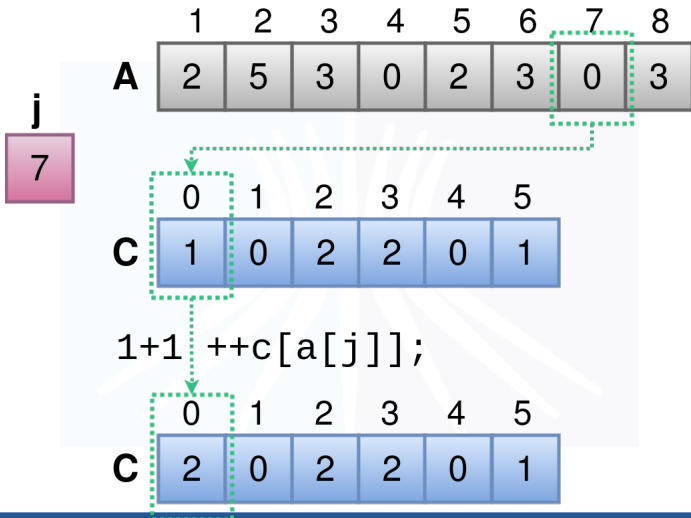 1 2 3 4 5 6 7 8
A 2 5 3 0 2 3 0 3
j
7
0 1 2 3 4 5
C 1 0 2 2 0 1
1+1 ++c[a[j]];
0 1 2 3 4 5
C 2 0 2 2 0 1